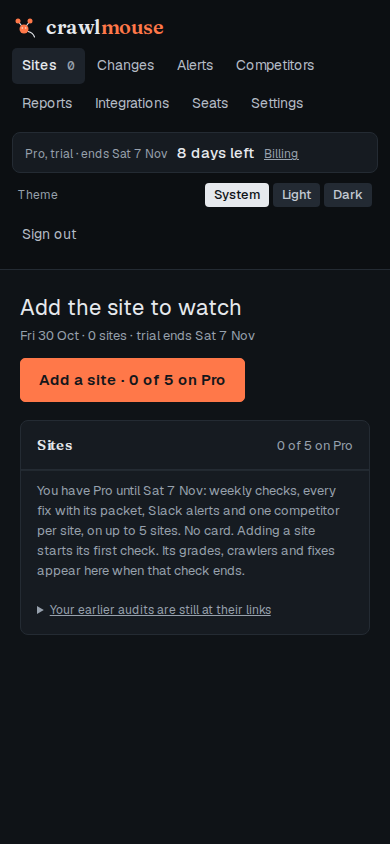 crawlmouse
Sites 0 Changes Alerts Competitors
Reports Integrations Seats Settings
Pro, trial · ends Sat 7 Nov 8 days left Billing
Theme System Light Dark
Sign out
Add the site to watch
Fri 30 Oct · 0 sites · trial ends Sat 7 Nov
Add a site · 0 of 5 on Pro
Sites 0 of 5 on Pro
You have Pro until Sat 7 Nov: weekly checks, every
fix with its packet, Slack alerts and one competitor
per site, on up to 5 sites. No card. Adding a site
starts its first check. Its grades, crawlers and fixes
appear here when that check ends.
Your earlier audits are still at their links